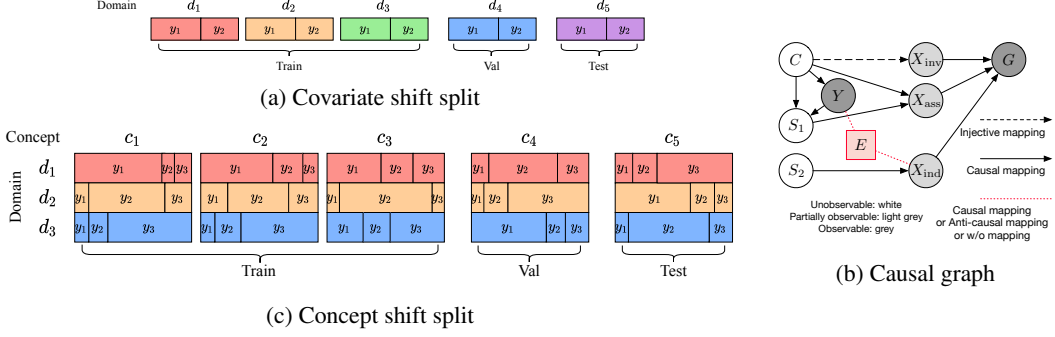 Domain d₁ d₂ d₃ d₄ d₅
y₁ y₂ y₁ y₂ y₁ y₂ y₁ y₂ y₁ y₂
Train Val Test
(a) Covariate shift split
Concept c₁ c₂ c₃ c₄ c₅
Domain
d₁ y₁ y₂ y₃ y₁ y₂ y₃ y₁ y₂ y₃ y₁ y₂ y₃ y₁ y₂ y₃
d₂ y₁ y₂ y₃ y₁ y₂ y₃ y₁ y₂ y₃ y₁ y₂ y₃ y₁ y₂ y₃
d₃ y₁ y₂ y₃ y₁ y₂ y₃ y₁ y₂ y₃ y₁ y₂ y₃ y₁ y₂ y₃
Train Val Test
(c) Concept shift split
C X_inv G
Y X_ass
S₁
E
S₂ X_ind
Injective mapping
Causal mapping
Causal mapping
or Anti-causal mapping
or w/o mapping
Unobservable: white
Partially observable: light grey
Observable: grey
(b) Causal graph